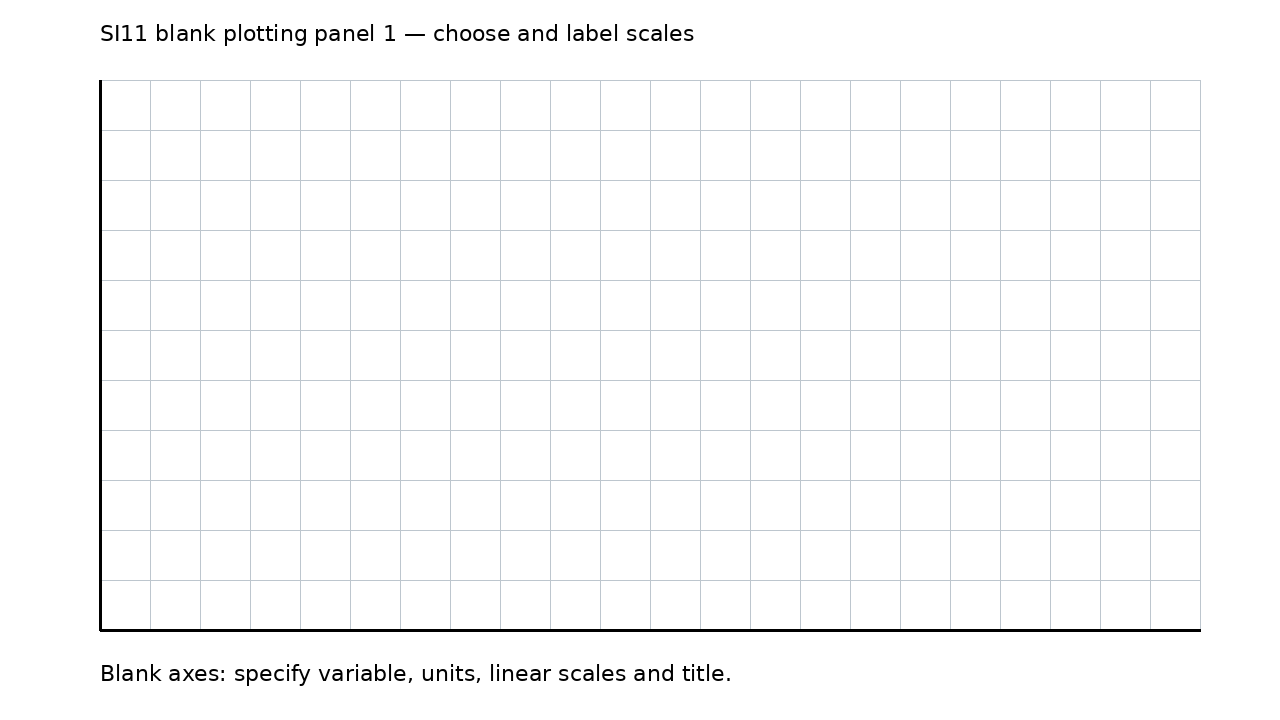 SI11 blank plotting panel 1 — choose and label scales
Blank axes: specify variable, units, linear scales and title.